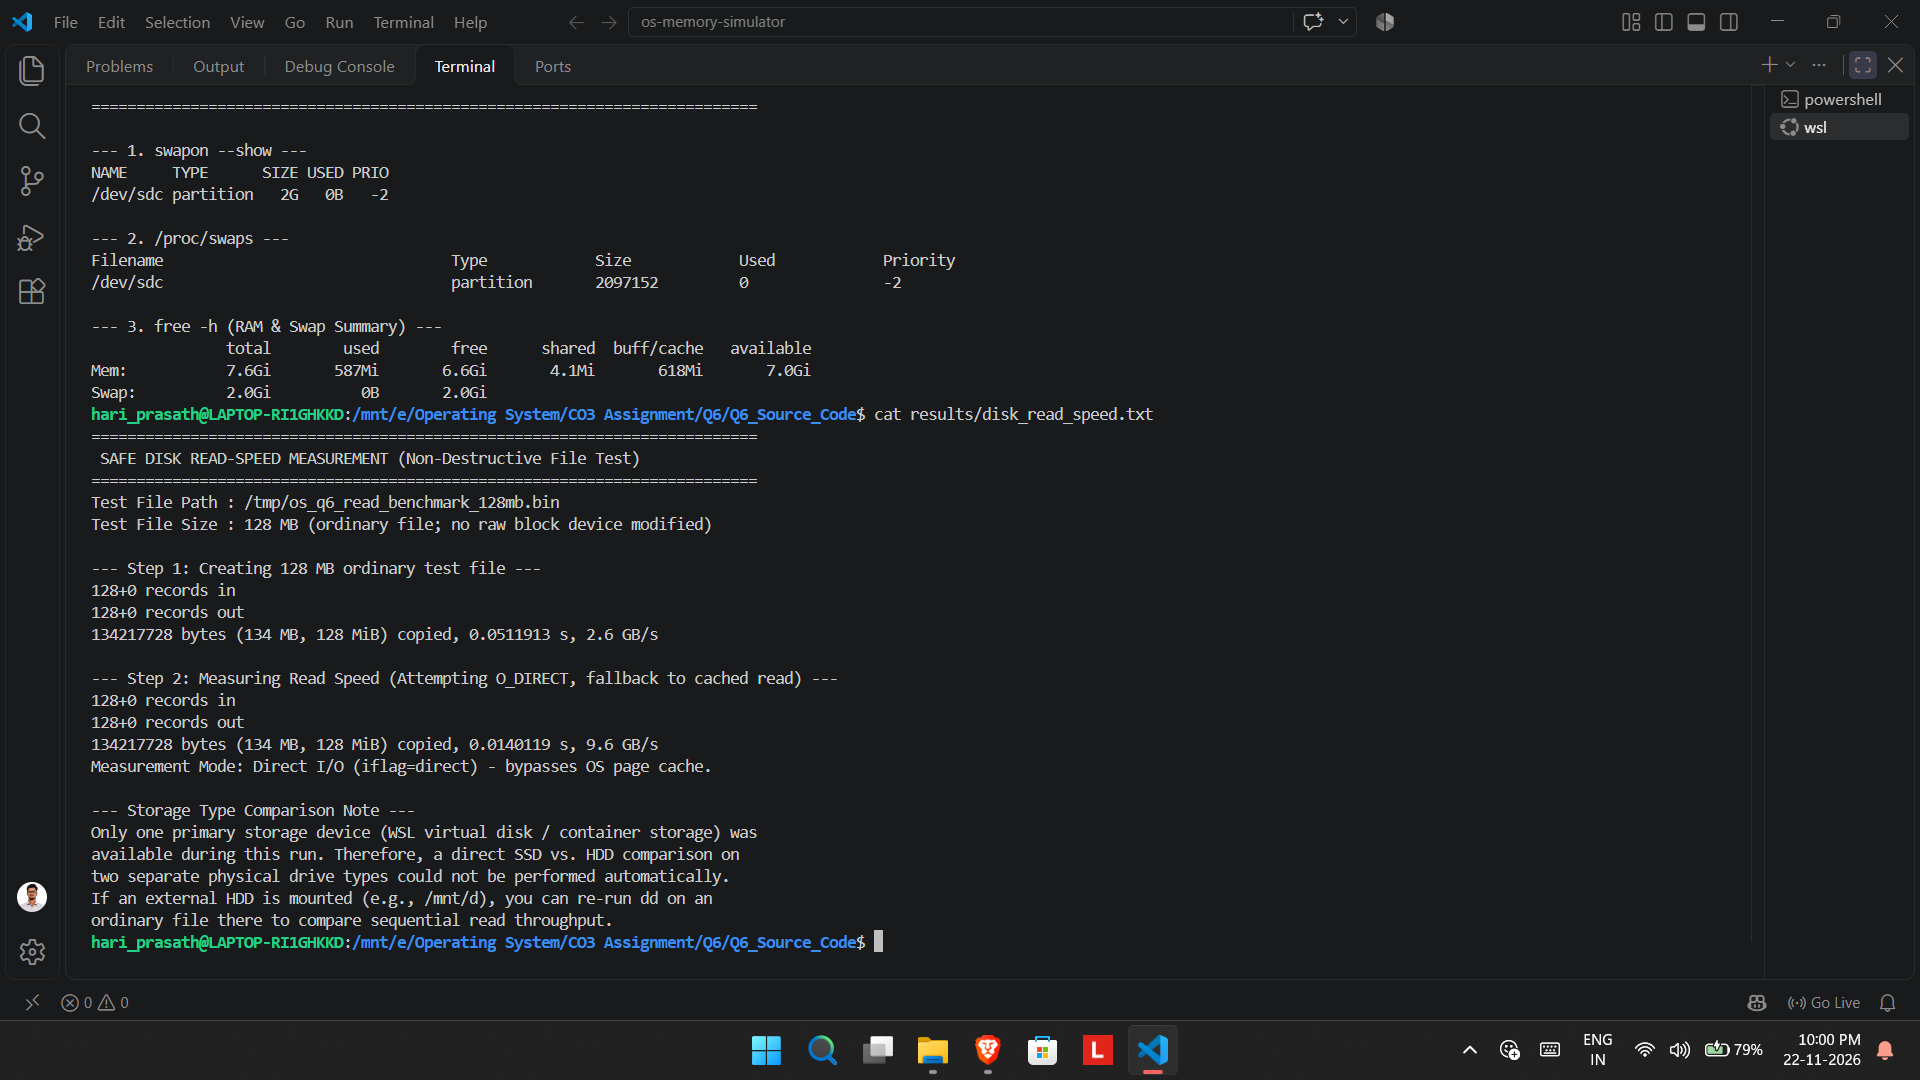 File Edit Selection View Go Run Terminal Help
os-memory-simulator
Problems Output Debug Console Terminal Ports
powershell
wsl
==========================================================================
--- 1. swapon --show ---
NAME     TYPE      SIZE USED PRIO
/dev/sdc partition   2G   0B   -2
--- 2. /proc/swaps ---
Filename                                Type            Size            Used            Priority
/dev/sdc                                partition       2097152         0               -2
--- 3. free -h (RAM & Swap Summary) ---
               total        used        free      shared  buff/cache   available
Mem:           7.6Gi       587Mi       6.6Gi       4.1Mi       618Mi       7.0Gi
Swap:          2.0Gi          0B       2.0Gi
hari_prasath@LAPTOP-RI1GHKKD:/mnt/e/Operating System/CO3 Assignment/Q6/Q6_Source_Code$ cat results/disk_read_speed.txt
==========================================================================
 SAFE DISK READ-SPEED MEASUREMENT (Non-Destructive File Test)
==========================================================================
Test File Path : /tmp/os_q6_read_benchmark_128mb.bin
Test File Size : 128 MB (ordinary file; no raw block device modified)
--- Step 1: Creating 128 MB ordinary test file ---
128+0 records in
128+0 records out
134217728 bytes (134 MB, 128 MiB) copied, 0.0511913 s, 2.6 GB/s
--- Step 2: Measuring Read Speed (Attempting O_DIRECT, fallback to cached read) ---
128+0 records in
128+0 records out
134217728 bytes (134 MB, 128 MiB) copied, 0.0140119 s, 9.6 GB/s
Measurement Mode: Direct I/O (iflag=direct) - bypasses OS page cache.
--- Storage Type Comparison Note ---
Only one primary storage device (WSL virtual disk / container storage) was
available during this run. Therefore, a direct SSD vs. HDD comparison on
two separate physical drive types could not be performed automatically.
If an external HDD is mounted (e.g., /mnt/d), you can re-run dd on an
ordinary file there to compare sequential read throughput.
hari_prasath@LAPTOP-RI1GHKKD:/mnt/e/Operating System/CO3 Assignment/Q6/Q6_Source_Code$
0 0
Go Live
L
ENG
IN
79%
10:00 PM
22-11-2026